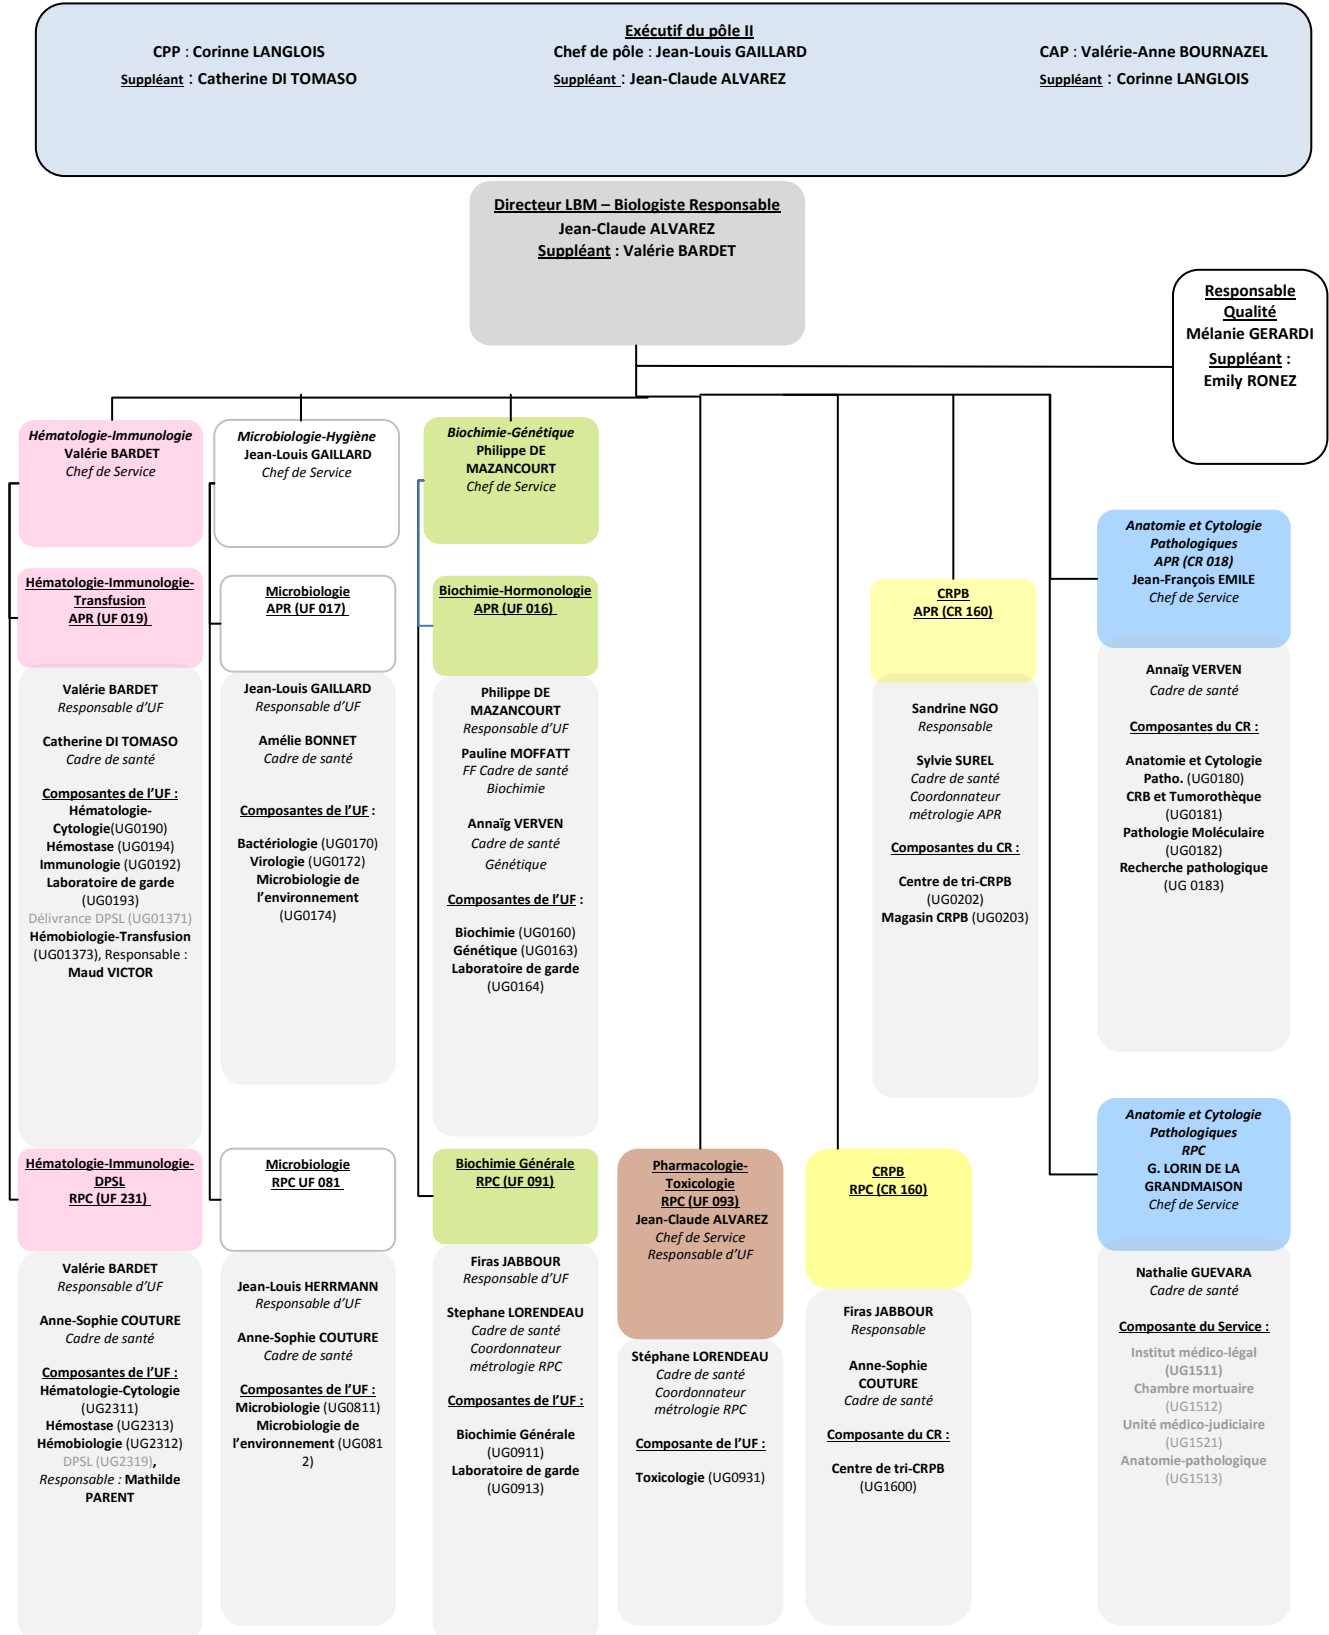 Exécutif du pôle II
CPP : Corinne LANGLOIS
Suppléant : Catherine DI TOMASO
Chef de pôle : Jean-Louis GAILLARD
Suppléant : Jean-Claude ALVAREZ
CAP : Valérie-Anne BOURNAZEL
Suppléant : Corinne LANGLOIS
Directeur LBM – Biologiste Responsable
Jean-Claude ALVAREZ
Suppléant : Valérie BARDET
Responsable
Qualité
Mélanie GERARDI
Suppléant :
Emily RONEZ
Hématologie-Immunologie
Valérie BARDET
Chef de Service
Microbiologie-Hygiène
Jean-Louis GAILLARD
Chef de Service
Biochimie-Génétique
Philippe DE
MAZANCOURT
Chef de Service
Anatomie et Cytologie
Pathologiques
APR (CR 018)
Jean-François EMILE
Chef de Service
Hématologie-Immunologie-
Transfusion
APR (UF 019)
Valérie BARDET
Responsable d'UF
Catherine DI TOMASO
Cadre de santé
Composantes de l'UF :
Hématologie-
Cytologie(UG0190)
Hémostase (UG0194)
Immunologie (UG0192)
Laboratoire de garde
(UG0193)
Délivrance DPSL (UG01371)
Hémobiologie-Transfusion
(UG01373), Responsable :
Maud VICTOR
Microbiologie
APR (UF 017)
Jean-Louis GAILLARD
Responsable d'UF
Amélie BONNET
Cadre de santé
Composantes de l'UF :
Bactériologie (UG0170)
Virologie (UG0172)
Microbiologie de
l'environnement
(UG0174)
Biochimie-Hormonologie
APR (UF 016)
Philippe DE
MAZANCOURT
Responsable d'UF
Pauline MOFFATT
FF Cadre de santé
Biochimie
Annaïg VERVEN
Cadre de santé
Génétique
Composantes de l'UF :
Biochimie (UG0160)
Génétique (UG0163)
Laboratoire de garde
(UG0164)
CRPB
APR (CR 160)
Sandrine NGO
Responsable
Sylvie SUREL
Cadre de santé
Coordonnateur
métrologie APR
Composantes du CR :
Centre de tri-CRPB
(UG0202)
Magasin CRPB (UG0203)
Annaïg VERVEN
Cadre de santé
Composantes du CR :
Anatomie et Cytologie
Patho. (UG0180)
CRB et Tumorothèque
(UG0181)
Pathologie Moléculaire
(UG0182)
Recherche pathologique
(UG 0183)
Hématologie-Immunologie-
DPSL
RPC (UF 231)
Valérie BARDET
Responsable d'UF
Anne-Sophie COUTURE
Cadre de santé
Composantes de l'UF :
Hématologie-Cytologie
(UG2311)
Hémostase (UG2313)
Hémobiologie (UG2312)
DPSL (UG2319),
Responsable : Mathilde
PARENT
Microbiologie
RPC UF 081
Jean-Louis HERRMANN
Responsable d'UF
Anne-Sophie COUTURE
Cadre de santé
Composantes de l'UF :
Microbiologie (UG0811)
Microbiologie de
l'environnement (UG081
2)
Biochimie Générale
RPC (UF 091)
Firas JABBOUR
Responsable d'UF
Stephane LORENDEAU
Cadre de santé
Coordonnateur
métrologie RPC
Composantes de l'UF :
Biochimie Générale
(UG0911)
Laboratoire de garde
(UG0913)
Pharmacologie-
Toxicologie
RPC (UF 093)
Jean-Claude ALVAREZ
Chef de Service
Responsable d'UF
Stéphane LORENDEAU
Cadre de santé
Coordonnateur
métrologie RPC
Composante de l'UF :
Toxicologie (UG0931)
CRPB
RPC (CR 160)
Firas JABBOUR
Responsable
Anne-Sophie
COUTURE
Cadre de santé
Composante du CR :
Centre de tri-CRPB
(UG1600)
Anatomie et Cytologie
Pathologiques
RPC
G. LORIN DE LA
GRANDMAISON
Chef de Service
Nathalie GUEVARA
Cadre de santé
Composante du Service :
Institut médico-légal
(UG1511)
Chambre mortuaire
(UG1512)
Unité médico-judiciaire
(UG1521)
Anatomie-pathologique
(UG1513)